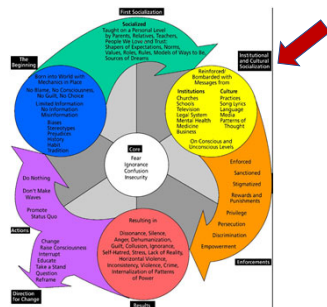 First Socialization
Socialized
Taught on a Personal Level
by Parents, Relatives, Teachers,
People We Love and Trust:
Shapers of Expectations, Norms,
Values, Roles, Rules, Models of Ways to Be,
Sources of Dreams
The Beginning
Born into World with
Mechanics in Place
No Blame, No Consciousness,
No Guilt, No Choice
Limited Information
No Information
Misinformation
Biases
Stereotypes
Prejudices
History
Habit
Tradition
Institutional and
Cultural
Socialization
Reinforced/
Bombarded with
Messages from
Institutions
Churches
Schools
Television
Legal System
Mental Health
Medicine
Business
Culture
Practices
Song Lyrics
Language
Media
Patterns of
Thought
On Conscious and
Unconscious Levels
Core
Fear
Ignorance
Confusion
Insecurity
Enforced
Sanctioned
Stigmatized
Rewards and
Punishments
Privilege
Persecution
Discrimination
Empowerment
Enforcements
Resulting in
Dissonance, Silence,
Anger, Dehumanization,
Guilt, Collusion, Ignorance,
Self-Hatred, Stress, Lack of Reality,
Horizontal Violence,
Inconsistency, Violence, Crime,
Internalization of Patterns
of Power
Results
Do Nothing
Don't Make
Waves
Promote
Status Quo
Actions
Change
Raise Consciousness
Interrupt
Educate
Take a Stand
Question
Reframe
Direction
for Change